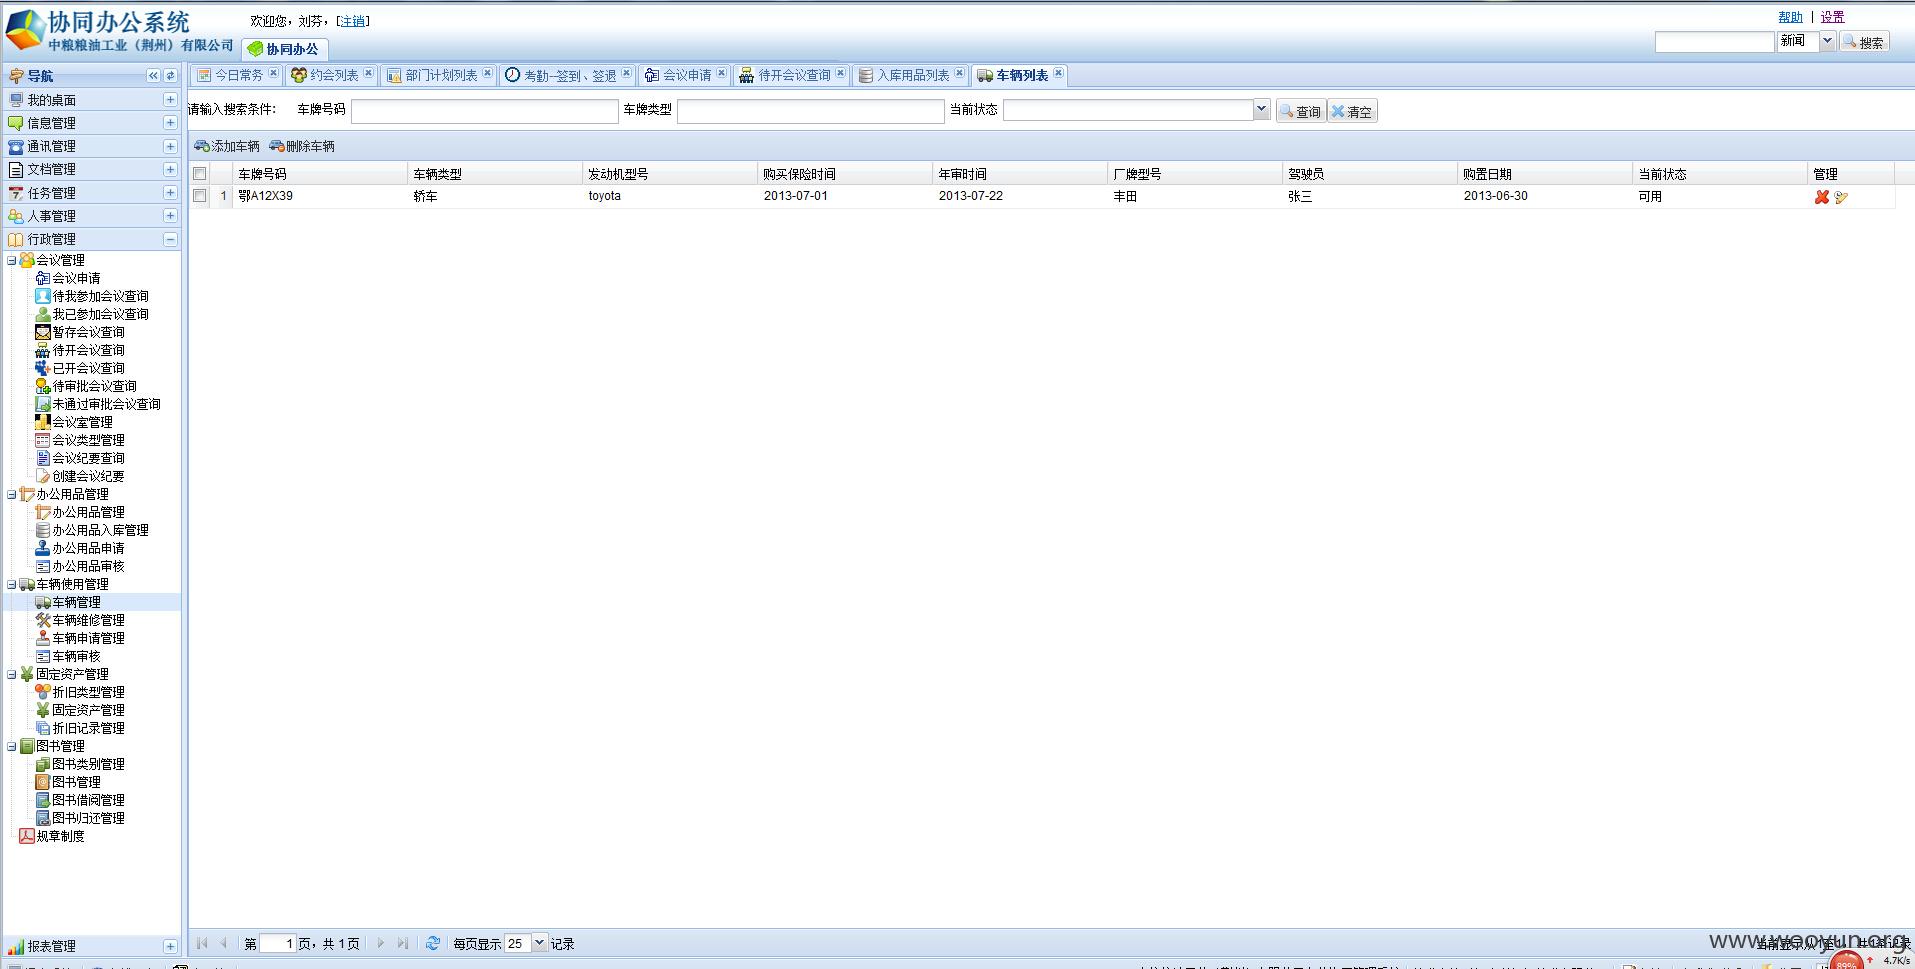 协同办公系统
中粮粮油工业（荆州）有限公司
欢迎您，刘芬，[注销]
协同办公
帮助 | 设置
新闻 搜索
导航
今日常务 约会列表 部门计划列表 考勤--签到、签退 会议申请 待开会议查询 入库用品列表 车辆列表
请输入搜索条件： 车牌号码 车牌类型 当前状态 查询 清空
添加车辆 删除车辆
车牌号码 车辆类型 发动机型号 购买保险时间 年审时间 厂牌型号 驾驶员 购置日期 当前状态 管理
1 鄂A12X39 轿车 toyota 2013-07-01 2013-07-22 丰田 张三 2013-06-30 可用
我的桌面
信息管理
通讯管理
文档管理
任务管理
人事管理
行政管理
会议管理
会议申请
待我参加会议查询
我已参加会议查询
暂存会议查询
待开会议查询
已开会议查询
待审批会议查询
未通过审批会议查询
会议室管理
会议类型管理
会议纪要查询
创建会议纪要
办公用品管理
办公用品管理
办公用品入库管理
办公用品申请
办公用品审核
车辆使用管理
车辆管理
车辆维修管理
车辆申请管理
车辆审核
固定资产管理
折旧类型管理
固定资产管理
折旧记录管理
图书管理
图书类别管理
图书管理
图书借阅管理
图书归还管理
规章制度
报表管理
第 1 页，共 1 页 每页显示 25 记录
www.wooyun.org
89% 4.7K/s